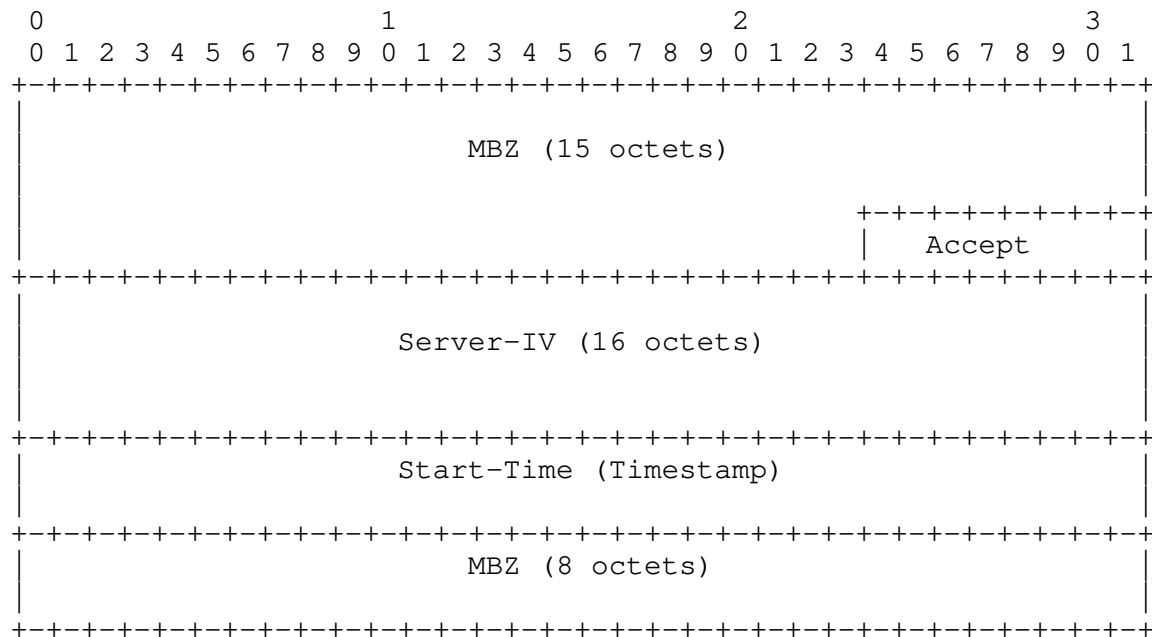 0                   1                   2                   3
0 1 2 3 4 5 6 7 8 9 0 1 2 3 4 5 6 7 8 9 0 1 2 3 4 5 6 7 8 9 0 1
+-+-+-+-+-+-+-+-+-+-+-+-+-+-+-+-+-+-+-+-+-+-+-+-+-+-+-+-+-+-+-+-+
MBZ (15 octets)
+-+-+-+-+-+-+-+-+
| Accept |
+-+-+-+-+-+-+-+-+-+-+-+-+-+-+-+-+-+-+-+-+-+-+-+-+-+-+-+-+-+-+-+-+
Server-IV (16 octets)
+-+-+-+-+-+-+-+-+-+-+-+-+-+-+-+-+-+-+-+-+-+-+-+-+-+-+-+-+-+-+-+-+
| Start-Time (Timestamp) |
+-+-+-+-+-+-+-+-+-+-+-+-+-+-+-+-+-+-+-+-+-+-+-+-+-+-+-+-+-+-+-+-+
| MBZ (8 octets) |
+-+-+-+-+-+-+-+-+-+-+-+-+-+-+-+-+-+-+-+-+-+-+-+-+-+-+-+-+-+-+-+-+